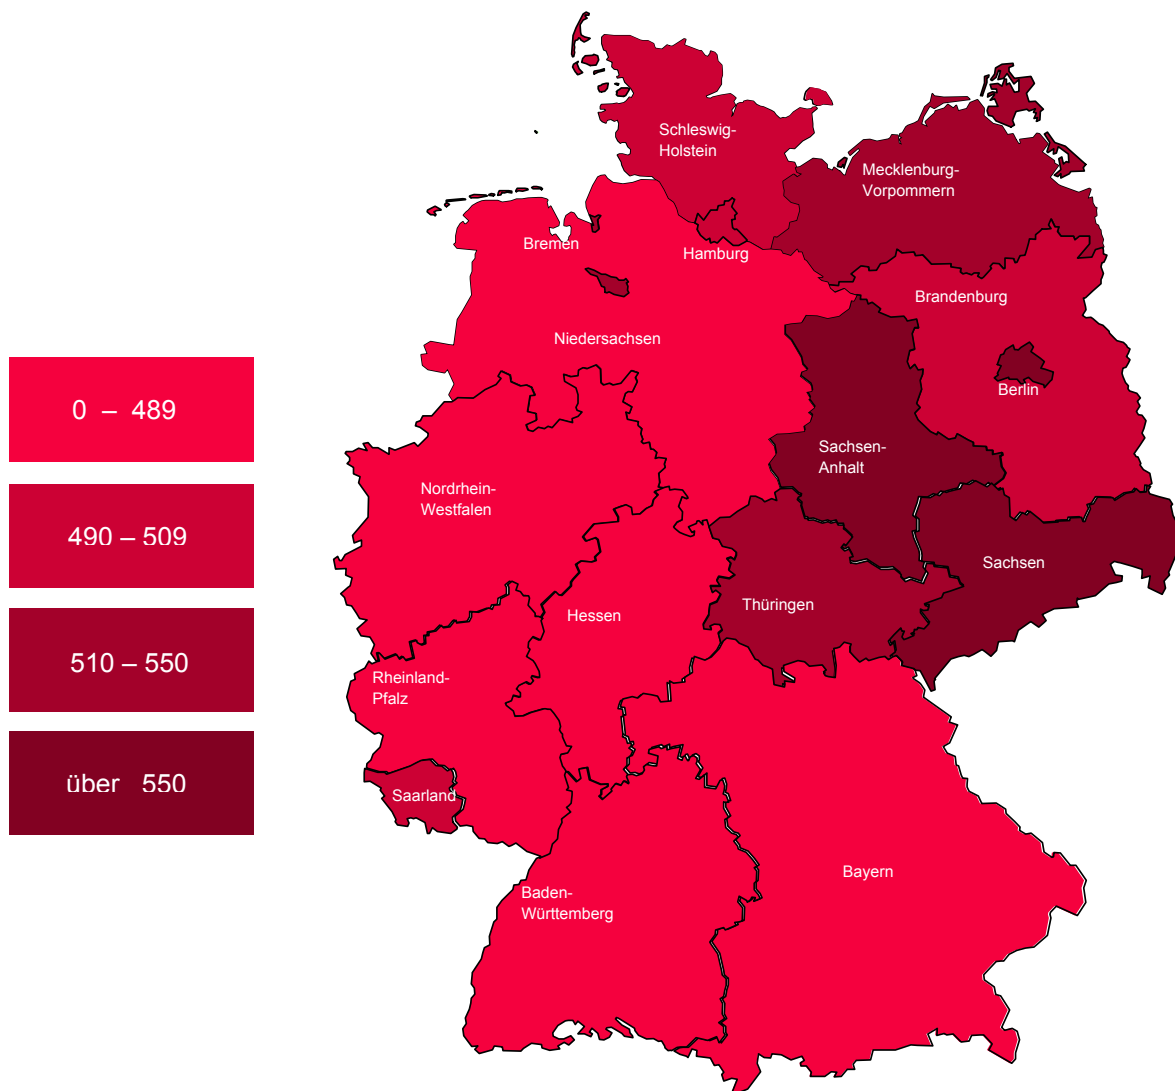 0 – 489
490 – 509
510 – 550
über 550
Schleswig-
Holstein
Mecklenburg-
Vorpommern
Bremen
Hamburg
Brandenburg
Niedersachsen
Berlin
Sachsen-
Anhalt
Nordrhein-
Westfalen
Sachsen
Thüringen
Hessen
Rheinland-
Pfalz
Saarland
Bayern
Baden-
Württemberg